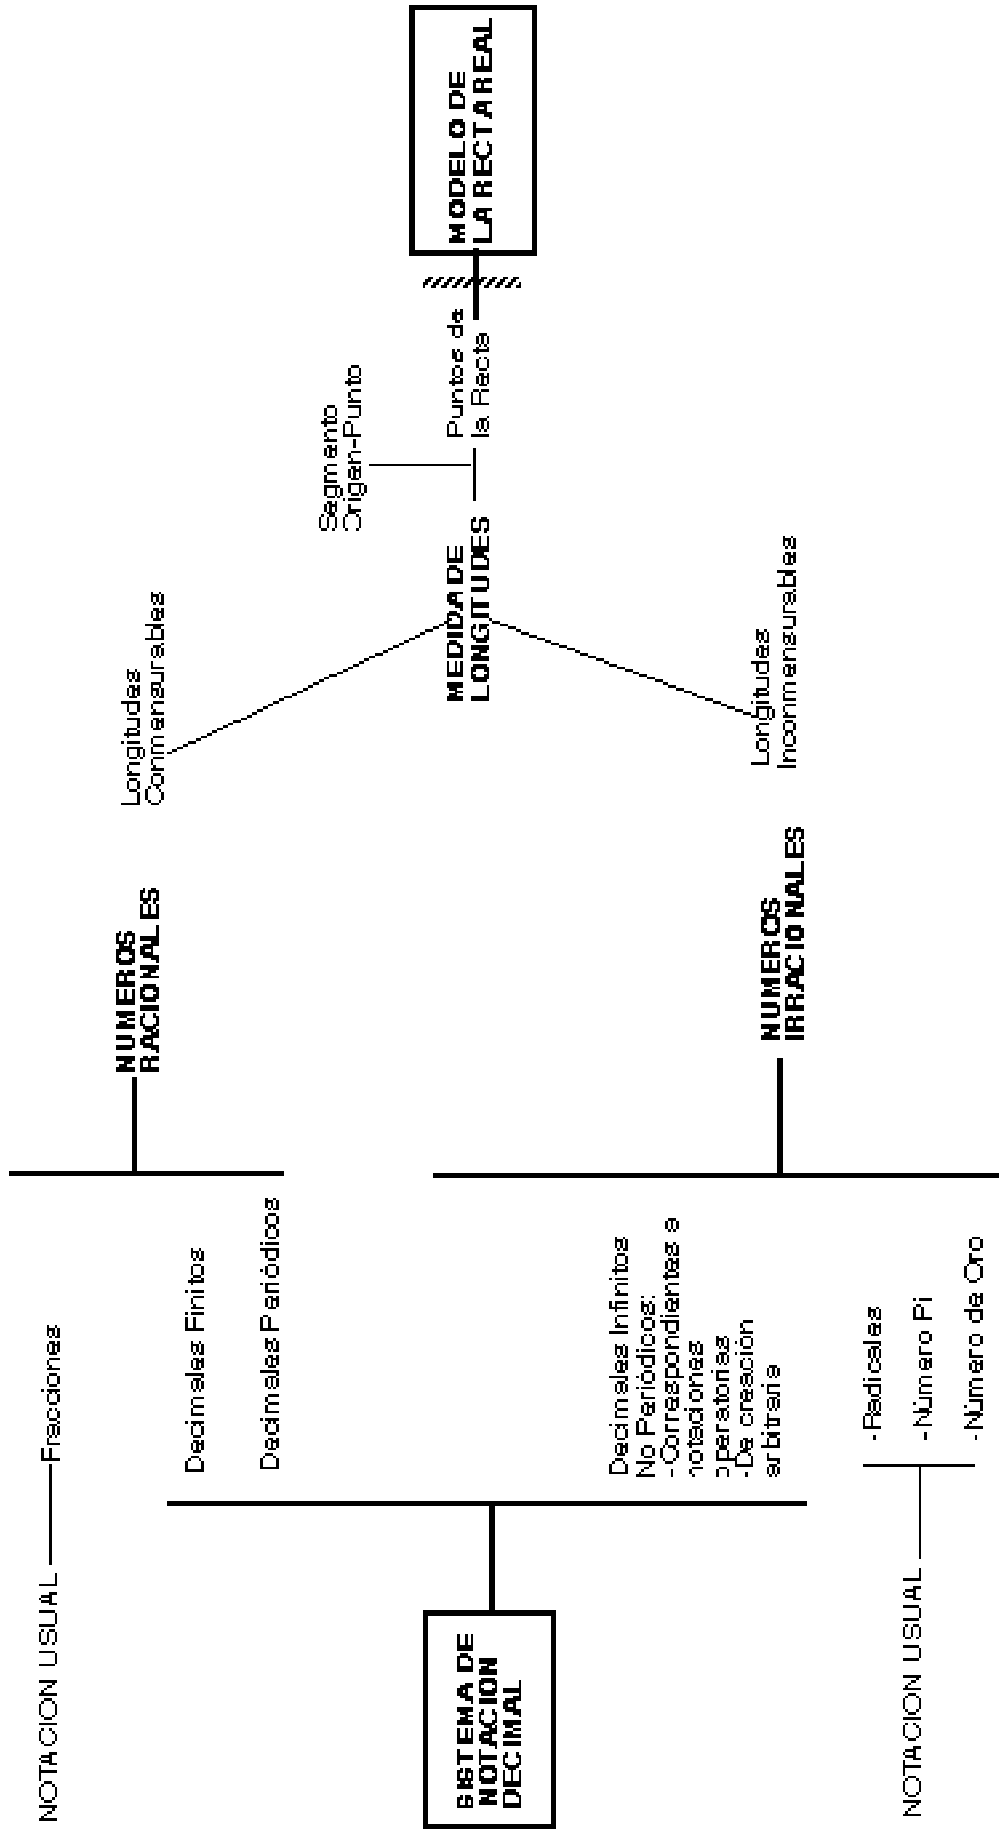 NOTACION USUAL
Fracciones
Decimales Finitos
Decimales Periódicos
NUMEROS
RACIONALES
Longitudes
Conmensurables
SISTEMA DE
NOTACION
DECIMAL
Segmento
Origen-Punto
MEDIDA DE
LONGITUDES
Puntos de
la Recta
MODELO DE
LA RECTA REAL
Decimales Infinitos
No Periódicos:
-Correspondientes a
notaciones
operatorias
-De creación
arbitraria
NUMEROS
IRRACIONALES
Longitudes
Inconmensurables
NOTACION USUAL
-Radicales
-Número Pi
-Número de Oro